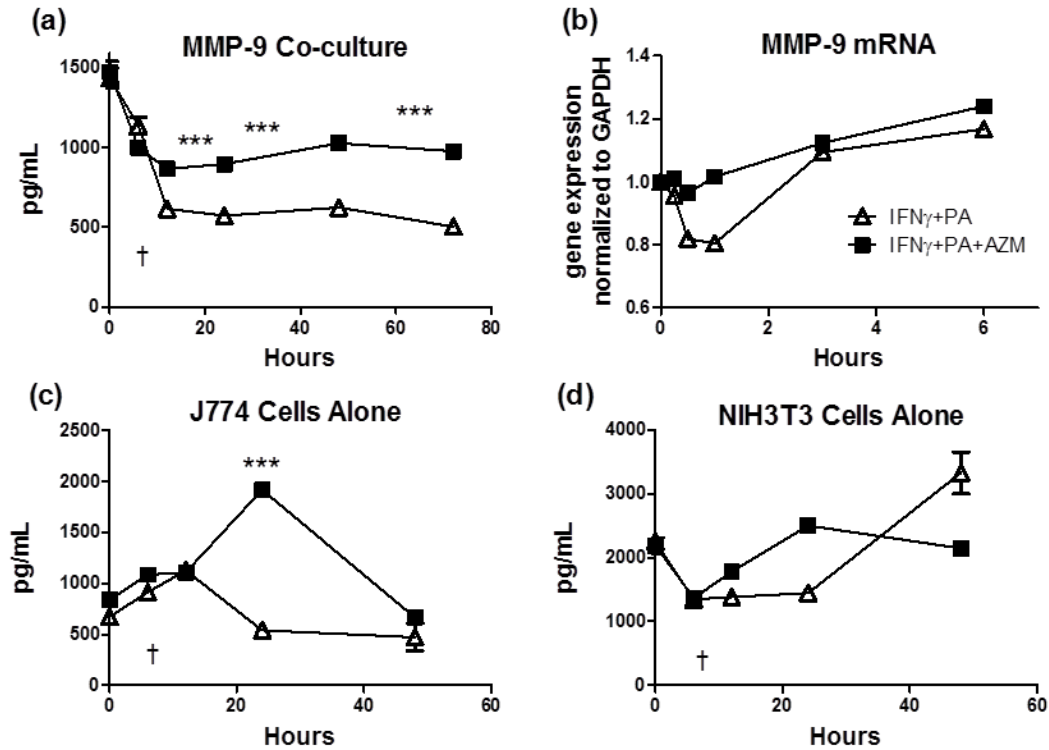 (a)
MMP-9 Co-culture
1500
1000
500
0
pg/mL
***
***
***
†
0 20 40 60 80
Hours
(b)
MMP-9 mRNA
1.4
1.2
1.0
0.8
0.6
gene expression
normalized to GAPDH
IFNγ+PA
IFNγ+PA+AZM
0 2 4 6
Hours
(c)
J774 Cells Alone
2500
2000
1500
1000
500
0
pg/mL
***
†
0 20 40 60
Hours
(d)
NIH3T3 Cells Alone
4000
3000
2000
1000
0
pg/mL
†
0 20 40 60
Hours